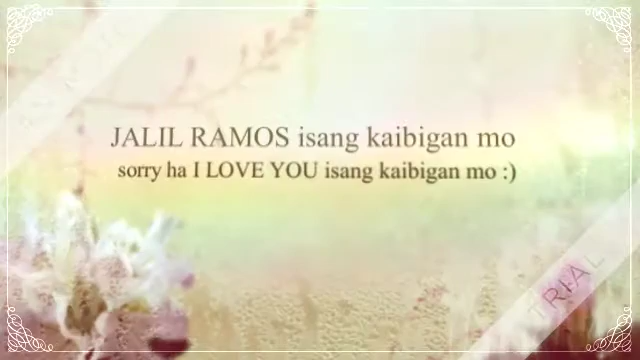 JALIL RAMOS isang kaibigan mo
sorry ha I LOVE YOU isang kaibigan mo :)
TRIAL